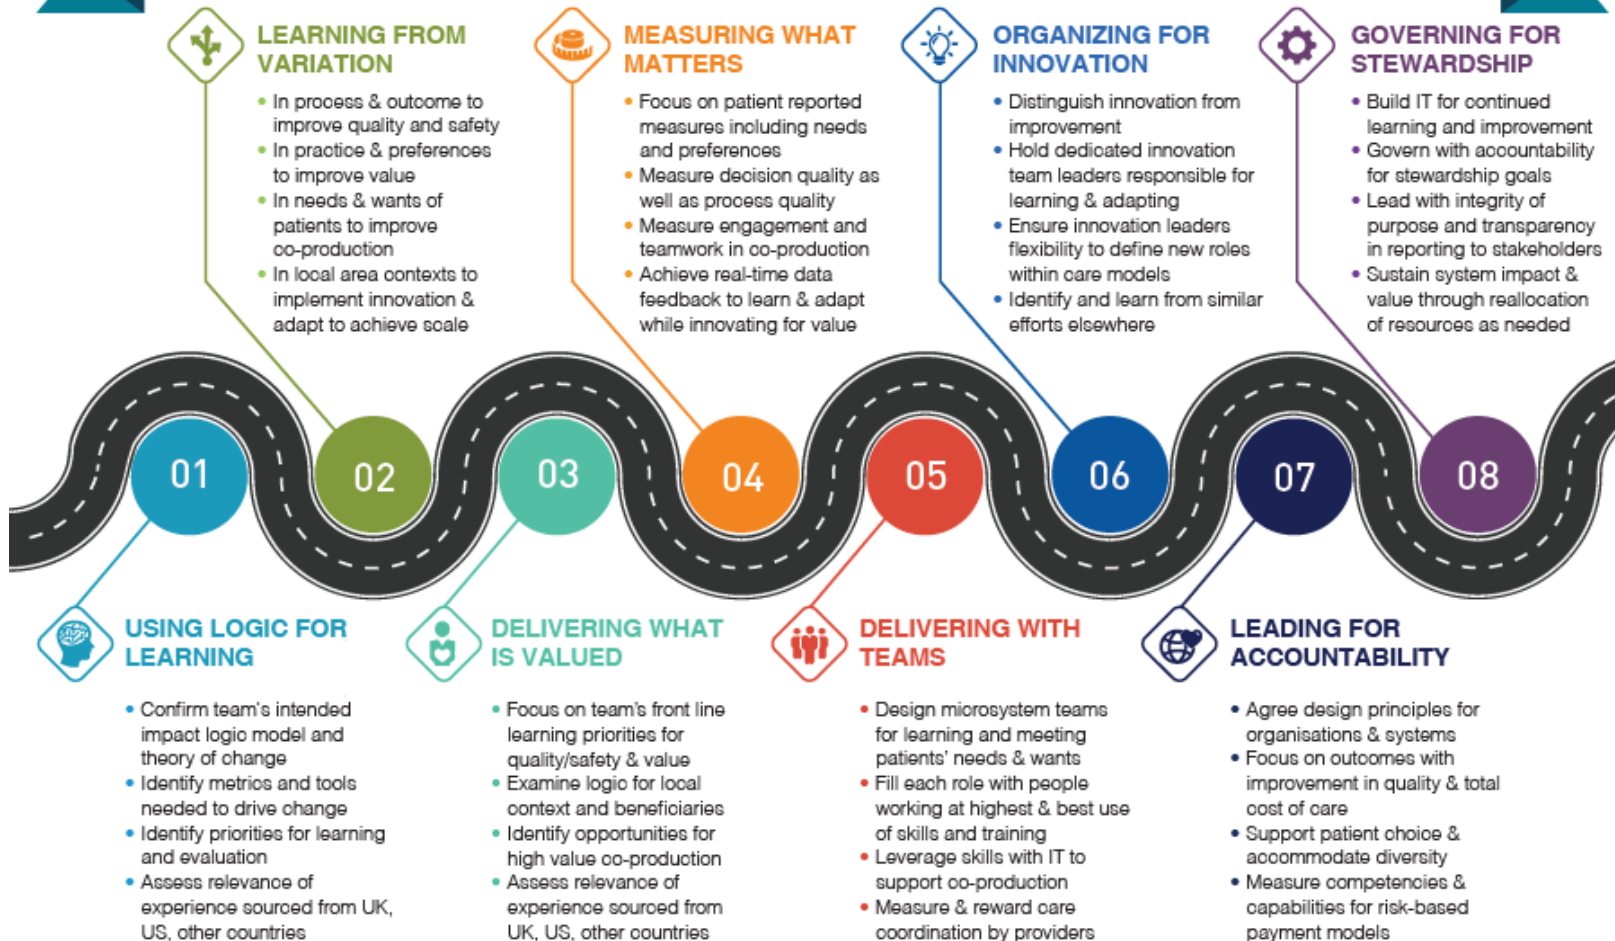 LEARNING FROM
VARIATION
• In process & outcome to
improve quality and safety
• In practice & preferences
to improve value
• In needs & wants of
patients to improve
co-production
• In local area contexts to
implement innovation &
adapt to achieve scale
MEASURING WHAT
MATTERS
• Focus on patient reported
measures including needs
and preferences
• Measure decision quality as
well as process quality
• Measure engagement and
teamwork in co-production
• Achieve real-time data
feedback to learn & adapt
while innovating for value
ORGANIZING FOR
INNOVATION
• Distinguish innovation from
improvement
• Hold dedicated innovation
team leaders responsible for
learning & adapting
• Ensure innovation leaders
flexibility to define new roles
within care models
• Identify and learn from similar
efforts elsewhere
GOVERNING FOR
STEWARDSHIP
• Build IT for continued
learning and improvement
• Govern with accountability
for stewardship goals
• Lead with integrity of
purpose and transparency
in reporting to stakeholders
• Sustain system impact &
value through reallocation
of resources as needed
01
02
03
04
05
06
07
08
USING LOGIC FOR
LEARNING
• Confirm team's intended
impact logic model and
theory of change
• Identify metrics and tools
needed to drive change
• Identify priorities for learning
and evaluation
• Assess relevance of
experience sourced from UK,
US, other countries
DELIVERING WHAT
IS VALUED
• Focus on team's front line
learning priorities for
quality/safety & value
• Examine logic for local
context and beneficiaries
• Identify opportunities for
high value co-production
• Assess relevance of
experience sourced from
UK, US, other countries
DELIVERING WITH
TEAMS
• Design microsystem teams
for learning and meeting
patients' needs & wants
• Fill each role with people
working at highest & best use
of skills and training
• Leverage skills with IT to
support co-production
• Measure & reward care
coordination by providers
LEADING FOR
ACCOUNTABILITY
• Agree design principles for
organisations & systems
• Focus on outcomes with
improvement in quality & total
cost of care
• Support patient choice &
accommodate diversity
• Measure competencies &
capabilities for risk-based
payment models